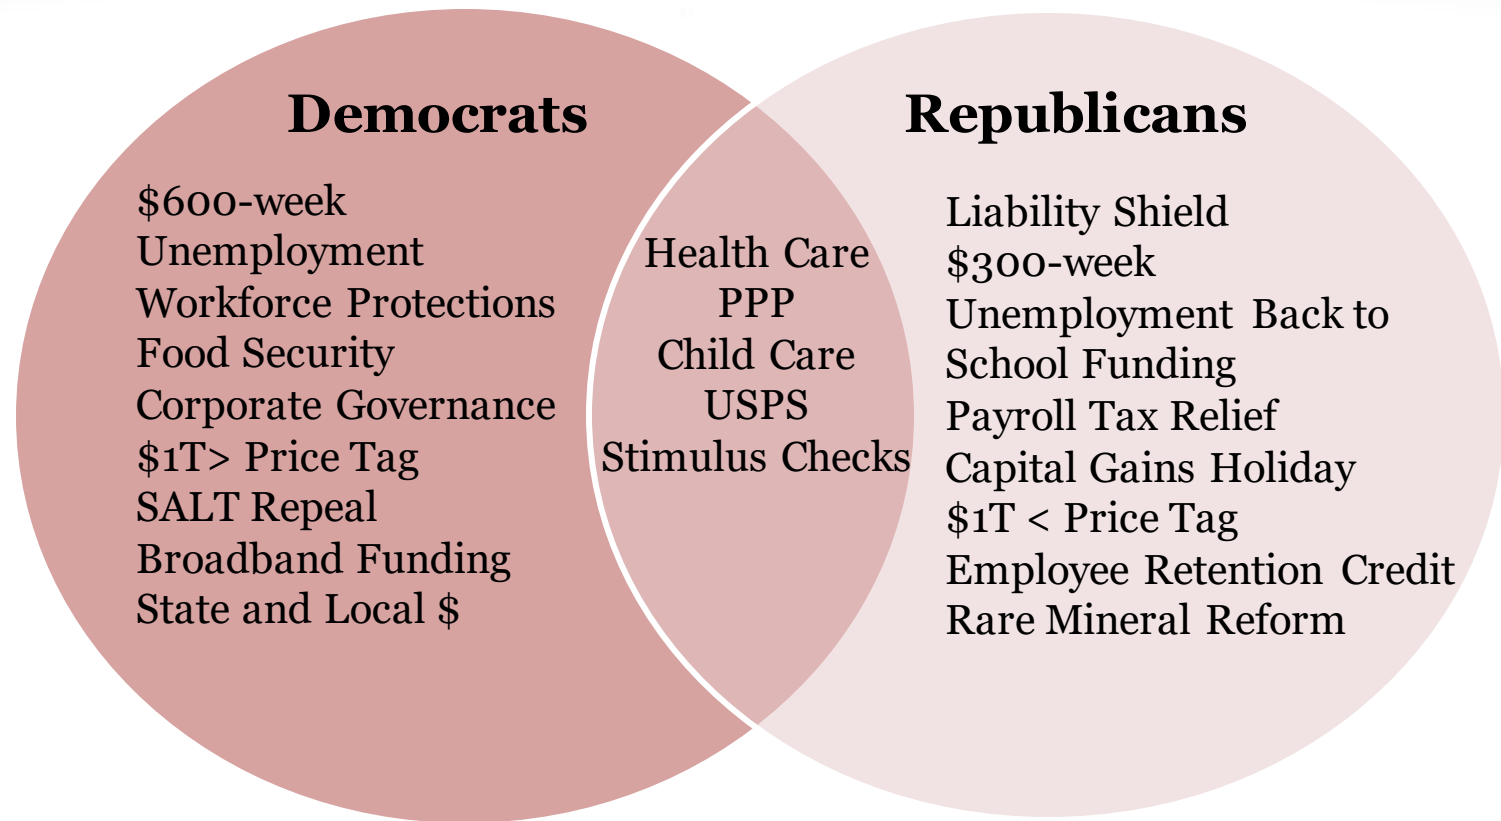 Democrats
$600-week
Unemployment
Workforce Protections
Food Security
Corporate Governance
$1T> Price Tag
SALT Repeal
Broadband Funding
State and Local $
Health Care
PPP
Child Care
USPS
Stimulus Checks
Republicans
Liability Shield
$300-week
Unemployment Back to
School Funding
Payroll Tax Relief
Capital Gains Holiday
$1T < Price Tag
Employee Retention Credit
Rare Mineral Reform